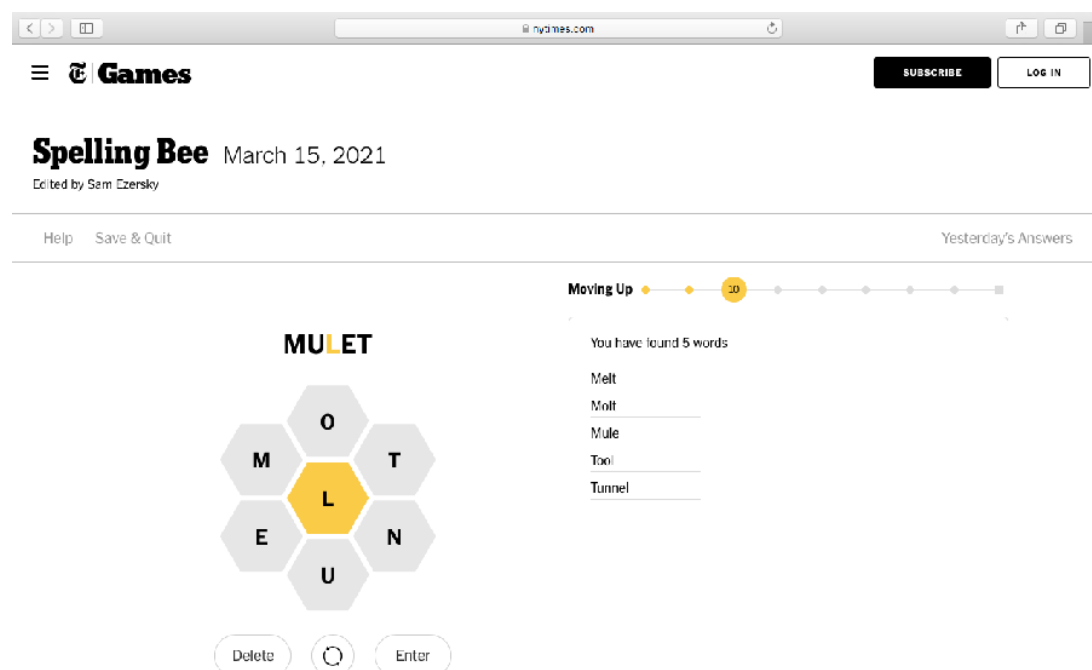 nytimes.com
Games
SUBSCRIBE
LOG IN
Spelling Bee March 15, 2021
Edited by Sam Ezersky
Help Save & Quit Yesterday's Answers
Moving Up 10
MULET
You have found 5 words
Melt
Molt
Mule
Tool
Tunnel
O
M T
L
E N
U
Delete Enter